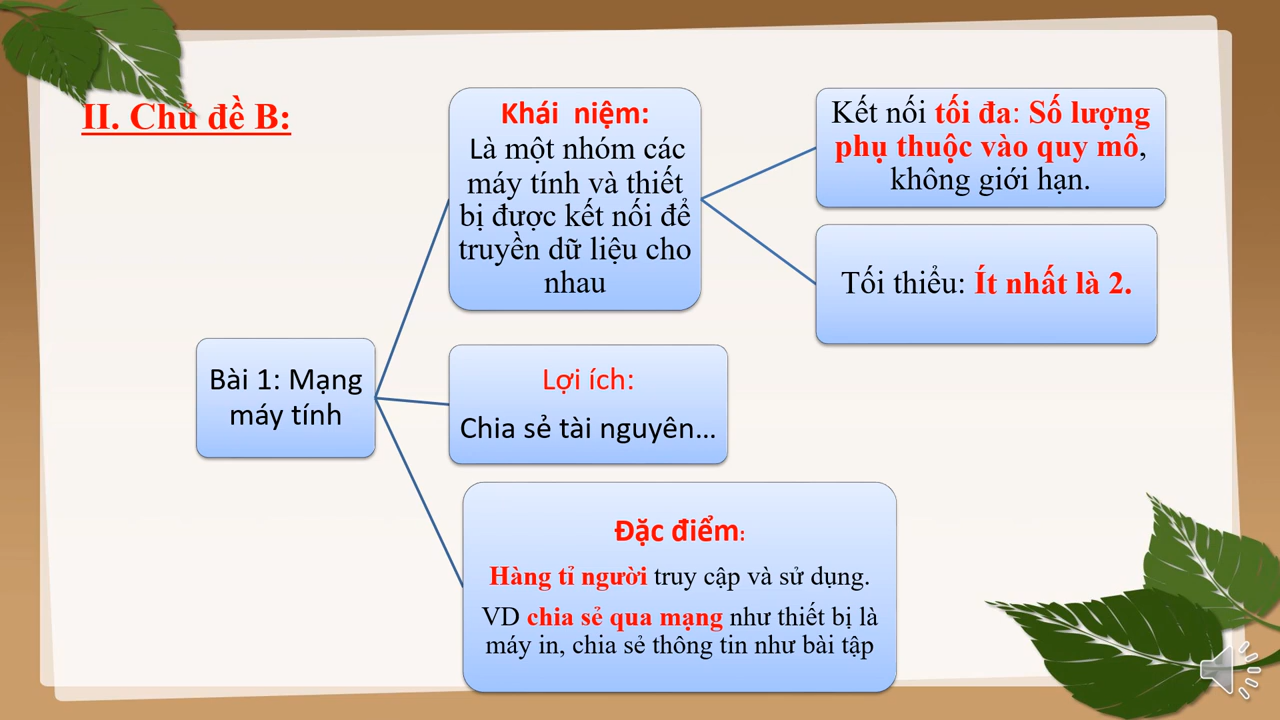 II. Chủ đề B:
Khái niệm:
Là một nhóm các
máy tính và thiết
bị được kết nối để
truyền dữ liệu cho
nhau
Kết nối tối đa: Số lượng
phụ thuộc vào quy mô,
không giới hạn.
Tối thiểu: Ít nhất là 2.
Bài 1: Mạng
máy tính
Lợi ích:
Chia sẻ tài nguyên...
Đặc điểm:
Hàng tỉ người truy cập và sử dụng.
VD chia sẻ qua mạng như thiết bị là
máy in, chia sẻ thông tin như bài tập